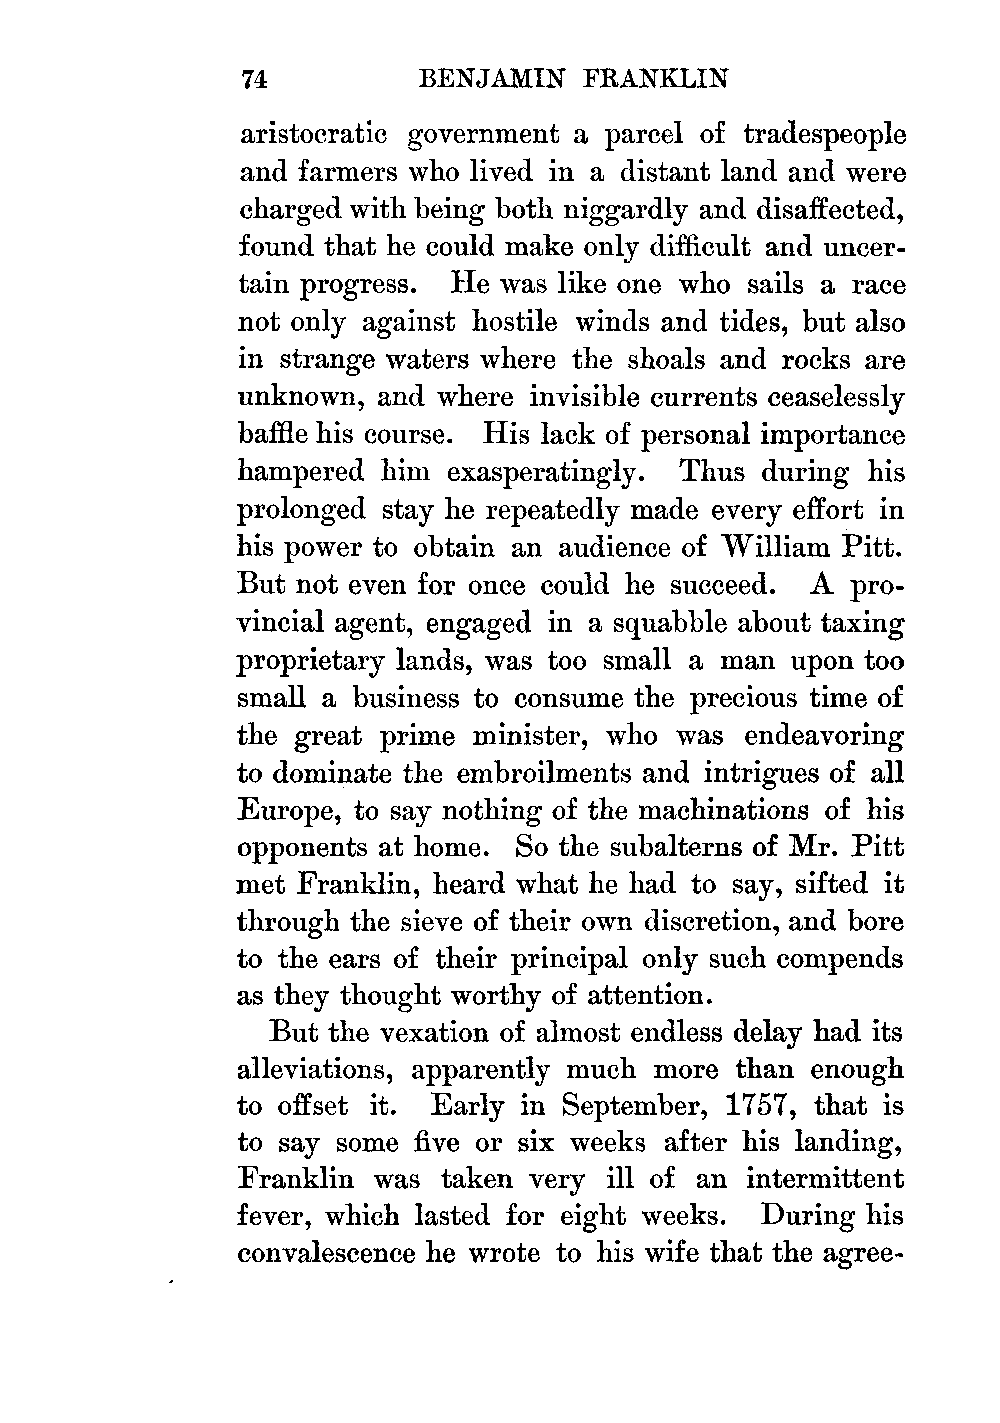 74 BENJAMIN FRANKLIN
aristocratic government a parcel of tradespeople
and farmers who lived in a distant land and were
charged with being both niggardly and disaffected,
found that he could make only difficult and uncer-
tain progress. He was like one who sails a race
not only against hostile winds and tides, but also
in strange waters where the shoals and rocks are
unknown, and where invisible currents ceaselessly
baffle his course. His lack of personal importance
hampered him exasperatingly. Thus during his
prolonged stay he repeatedly made every effort in
his power to obtain an audience of William Pitt.
But not even for once could he succeed. A pro-
vincial agent, engaged in a squabble about taxing
proprietary lands, was too small a man upon too
small a business to consume the precious time of
the great prime minister, who was endeavoring
to dominate the embroilments and intrigues of all
Europe, to say nothing of the machinations of his
opponents at home. So the subalterns of Mr. Pitt
met Franklin, heard what he had to say, sifted it
through the sieve of their own discretion, and bore
to the ears of their principal only such compends
as they thought worthy of attention.
But the vexation of almost endless delay had its
alleviations, apparently much more than enough
to offset it. Early in September, 1757, that is
to say some five or six weeks after his landing,
Franklin was taken very ill of an intermittent
fever, which lasted for eight weeks. During his
convalescence he wrote to his wife that the agree-